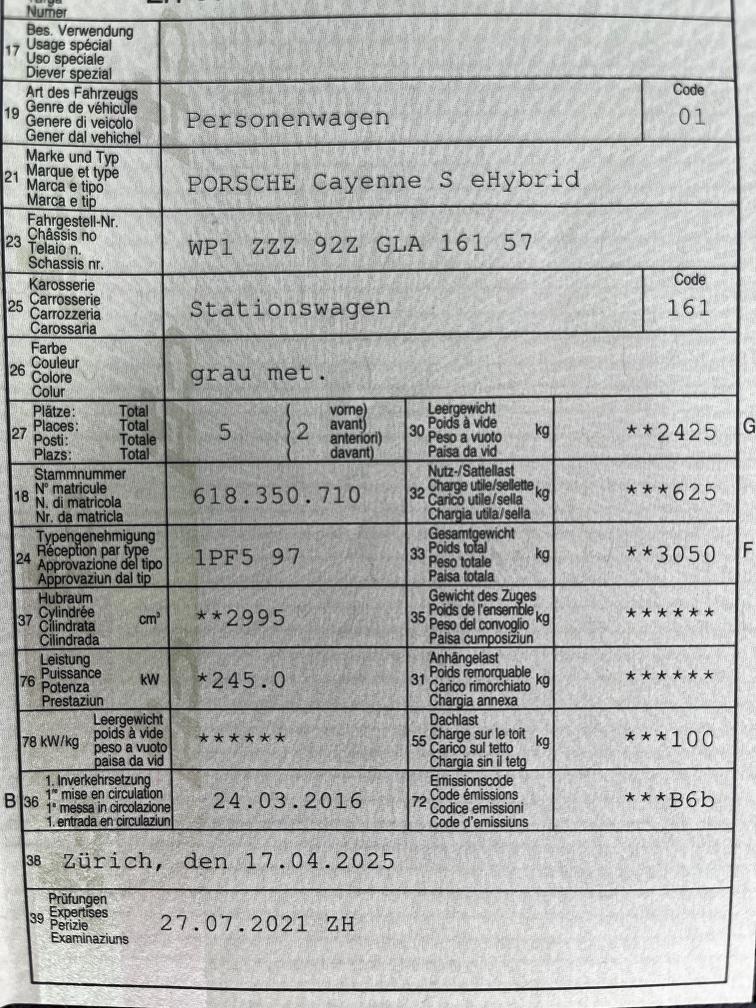 Numer
17 Bes. Verwendung
Usage spécial
Uso speciale
Diever spezial
19 Art des Fahrzeugs
Genre de véhicule
Genere di veicolo
Gener dal vehichel
Personenwagen
Code
01
21 Marke und Typ
Marque et type
Marca e tipo
Marca e tip
PORSCHE Cayenne S eHybrid
23 Fahrgestell-Nr.
Châssis no
Telaio n.
Schassis nr.
WP1 ZZZ 92Z GLA 161 57
25 Karosserie
Carrosserie
Carrozzeria
Carossaria
Stationswagen
Code
161
26 Farbe
Couleur
Colore
Colur
grau met.
27 Plätze: Total
Places: Total
Posti: Totale
Plazs: Total
5 (2 vorne)
avant)
anteriori)
davant)
30 Leergewicht
Poids à vide
Peso a vuoto
Paisa da vid
kg
**2425
G
18 Stammnummer
N° matricule
N. di matricola
Nr. da matricla
618.350.710
32 Nutz-/Sattellast
Charge utile/sellette
Carico utile/sella
Chargia utila/sella
kg
***625
24 Typengenehmigung
Réception par type
Approvazione del tipo
Approvaziun dal tip
1PF5 97
33 Gesamtgewicht
Poids total
Peso totale
Paisa totala
kg
**3050
F
37 Hubraum
Cylindrée
Cilindrata
Cilindrada
cm³
**2995
35 Gewicht des Zuges
Poids de l'ensemble
Peso del convoglio
Paisa cumposiziun
kg
******
76 Leistung
Puissance
Potenza
Prestaziun
kW
*245.0
31 Anhängelast
Poids remorquable
Carico rimorchiato
Chargia annexa
kg
******
78 kW/kg
Leergewicht
poids à vide
peso a vuoto
paisa da vid
******
55 Dachlast
Charge sur le toit
Carico sul tetto
Chargia sin il tetg
kg
***100
B
36 1. Inverkehrsetzung
1re mise en circulation
1a messa in circolazione
1. entrada en circulaziun
24.03.2016
72 Emissionscode
Code émissions
Codice emissioni
Code d'emissiuns
***B6b
38 Zürich, den 17.04.2025
39 Prüfungen
Expertises
Perizie
Examinaziuns
27.07.2021 ZH